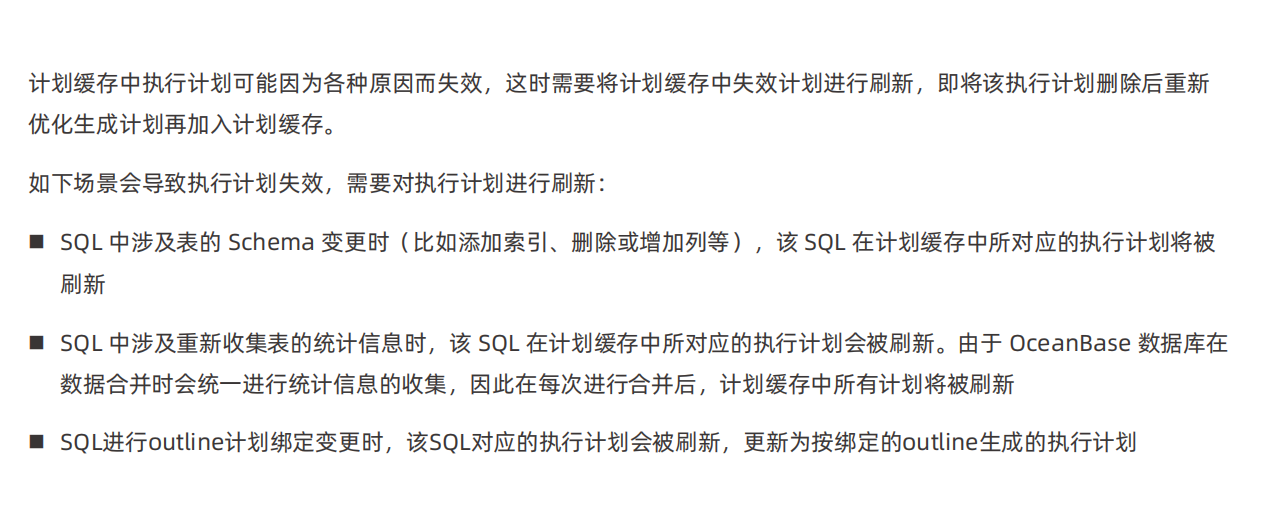 计划缓存中执行计划可能因为各种原因而失效，这时需要将计划缓存中失效计划进行刷新，即将该执行计划删除后重新
优化生成计划再加入计划缓存。
如下场景会导致执行计划失效，需要对执行计划进行刷新：
■ SQL 中涉及表的 Schema 变更时（比如添加索引、删除或增加列等），该 SQL 在计划缓存中所对应的执行计划将被
刷新
■ SQL 中涉及重新收集表的统计信息时，该 SQL 在计划缓存中所对应的执行计划会被刷新。由于 OceanBase 数据库在
数据合并时会统一进行统计信息的收集，因此在每次进行合并后，计划缓存中所有计划将被刷新
■ SQL进行outline计划绑定变更时，该SQL对应的执行计划会被刷新，更新为按绑定的outline生成的执行计划